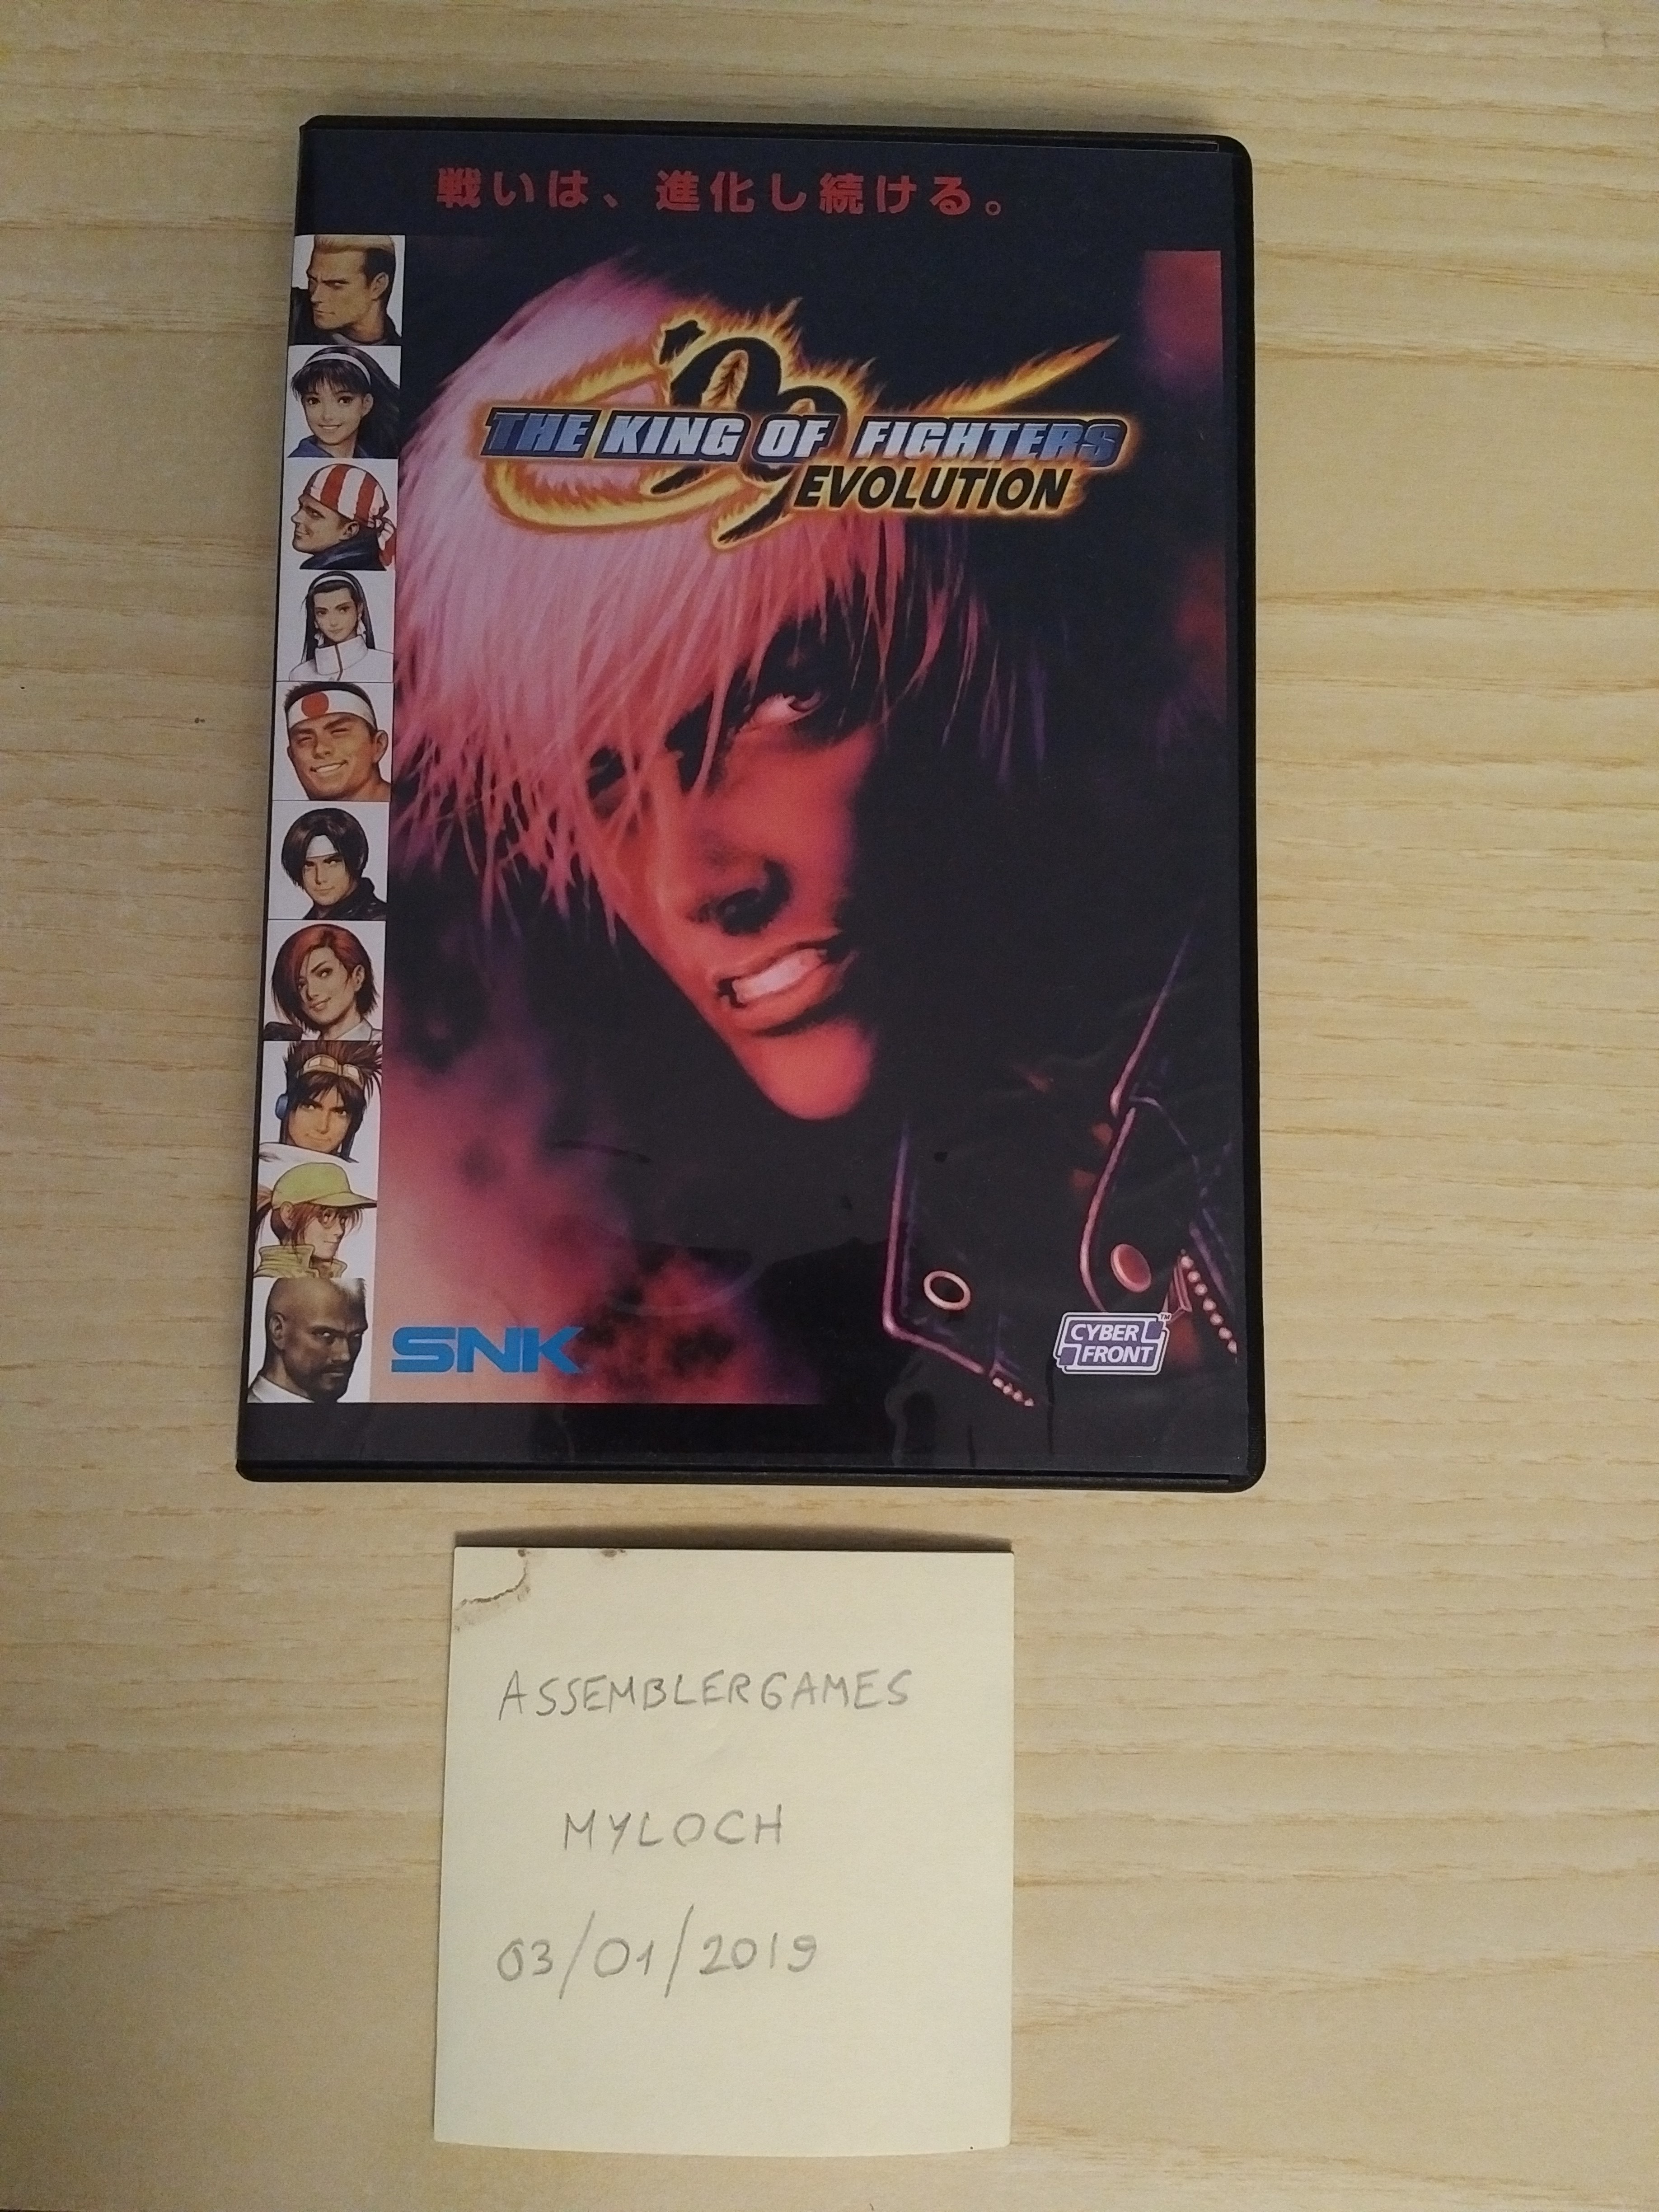 戦いは、進化し続ける。
'99
THE KING OF FIGHTERS
EVOLUTION
SNK
CYBER FRONT™
ASSEMBLERGAMES
MYLOCH
03/01/2019